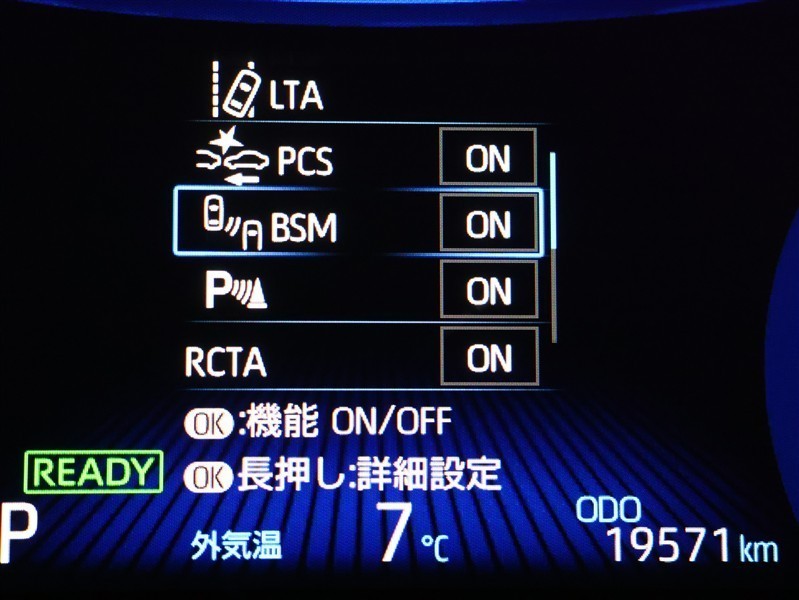 LTA
PCS ON
BSM ON
P ON
RCTA ON
OK:機能 ON/OFF
READY OK長押し:詳細設定
P 外気温 7℃ ODO 19571km